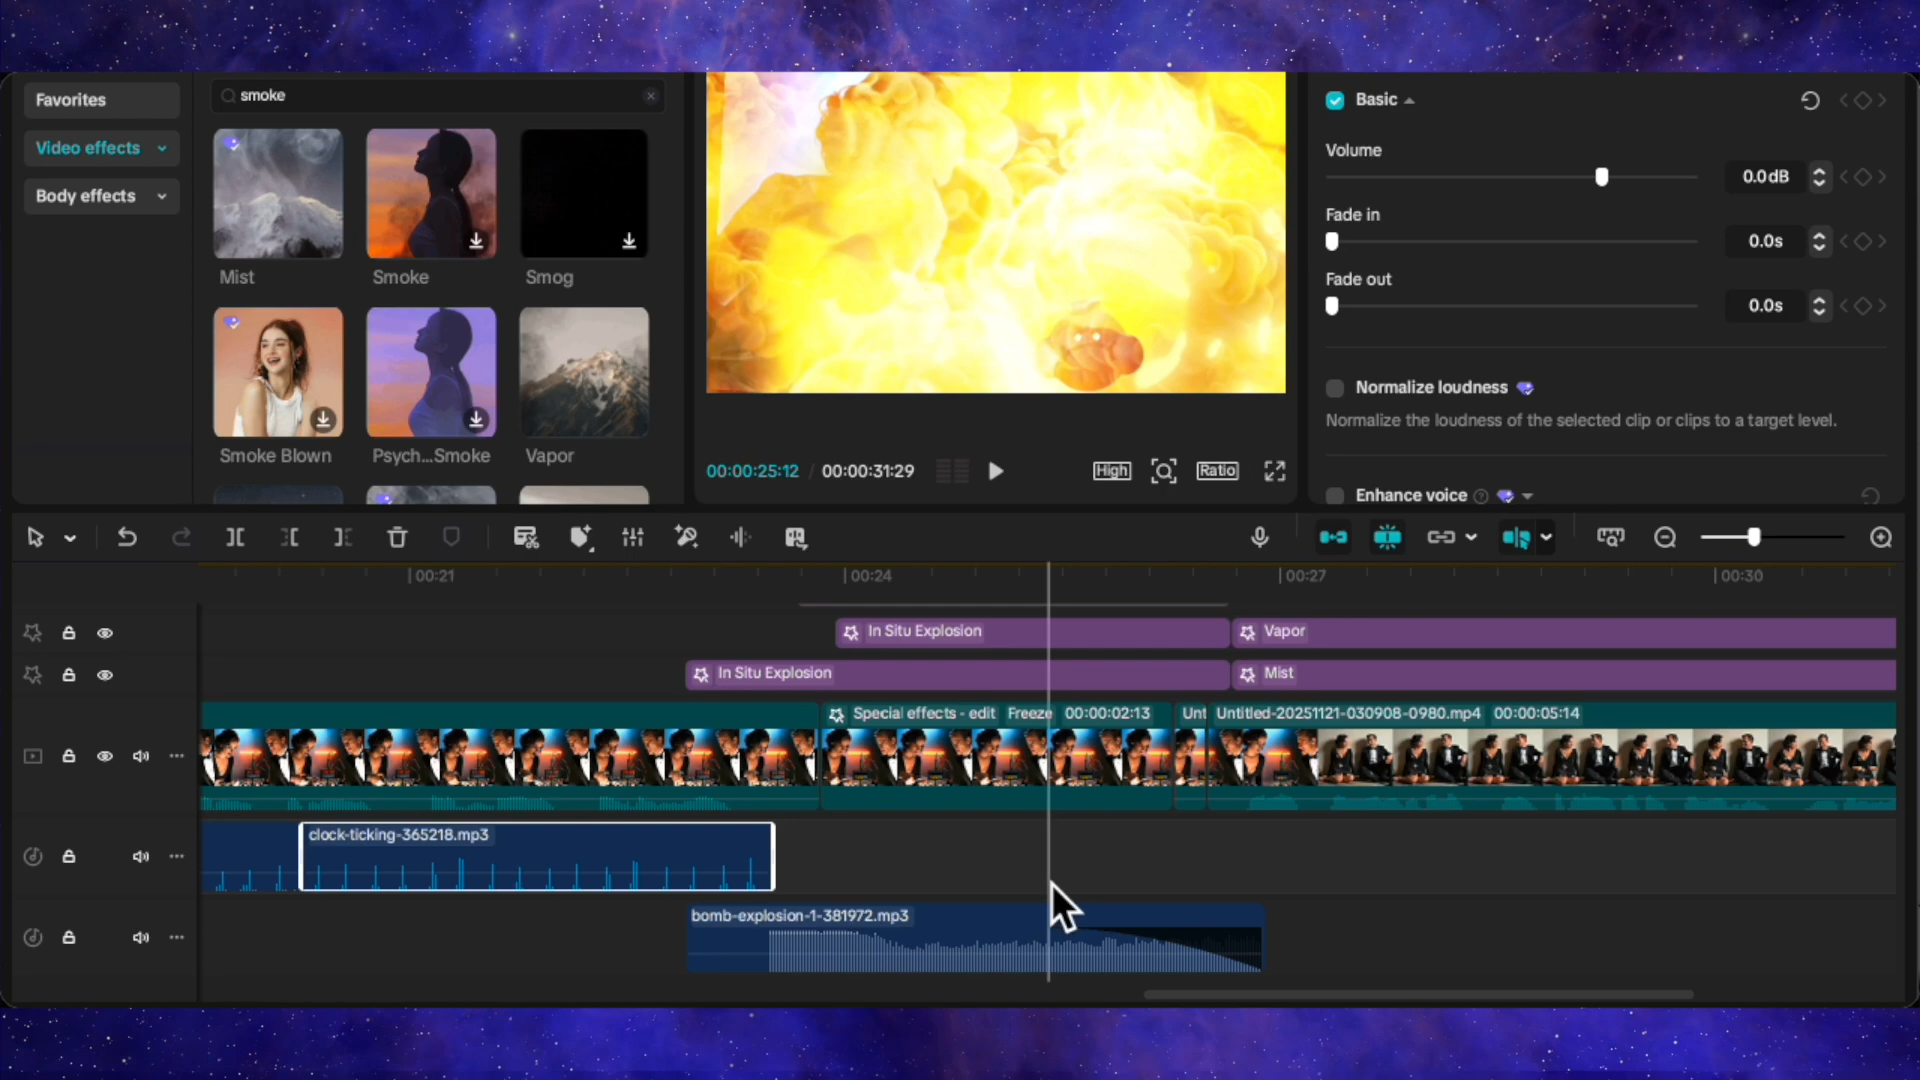 Favorites
smoke
Video effects
Body effects
Mist
Smoke
Smog
Smoke Blown
Psych...Smoke
Vapor
00:00:25:12 / 00:00:31:29
High
Ratio
Basic
Volume
0.0dB
Fade in
0.0s
Fade out
0.0s
Normalize loudness
Normalize the loudness of the selected clip or clips to a target level.
Enhance voice
00:21
00:24
00:27
00:30
In Situ Explosion
Vapor
In Situ Explosion
Mist
Special effects - edit Freeze 00:00:02:13
Unt
Untitled-20251121-030908-0980.mp4 00:00:05:14
clock-ticking-365218.mp3
bomb-explosion-1-381972.mp3